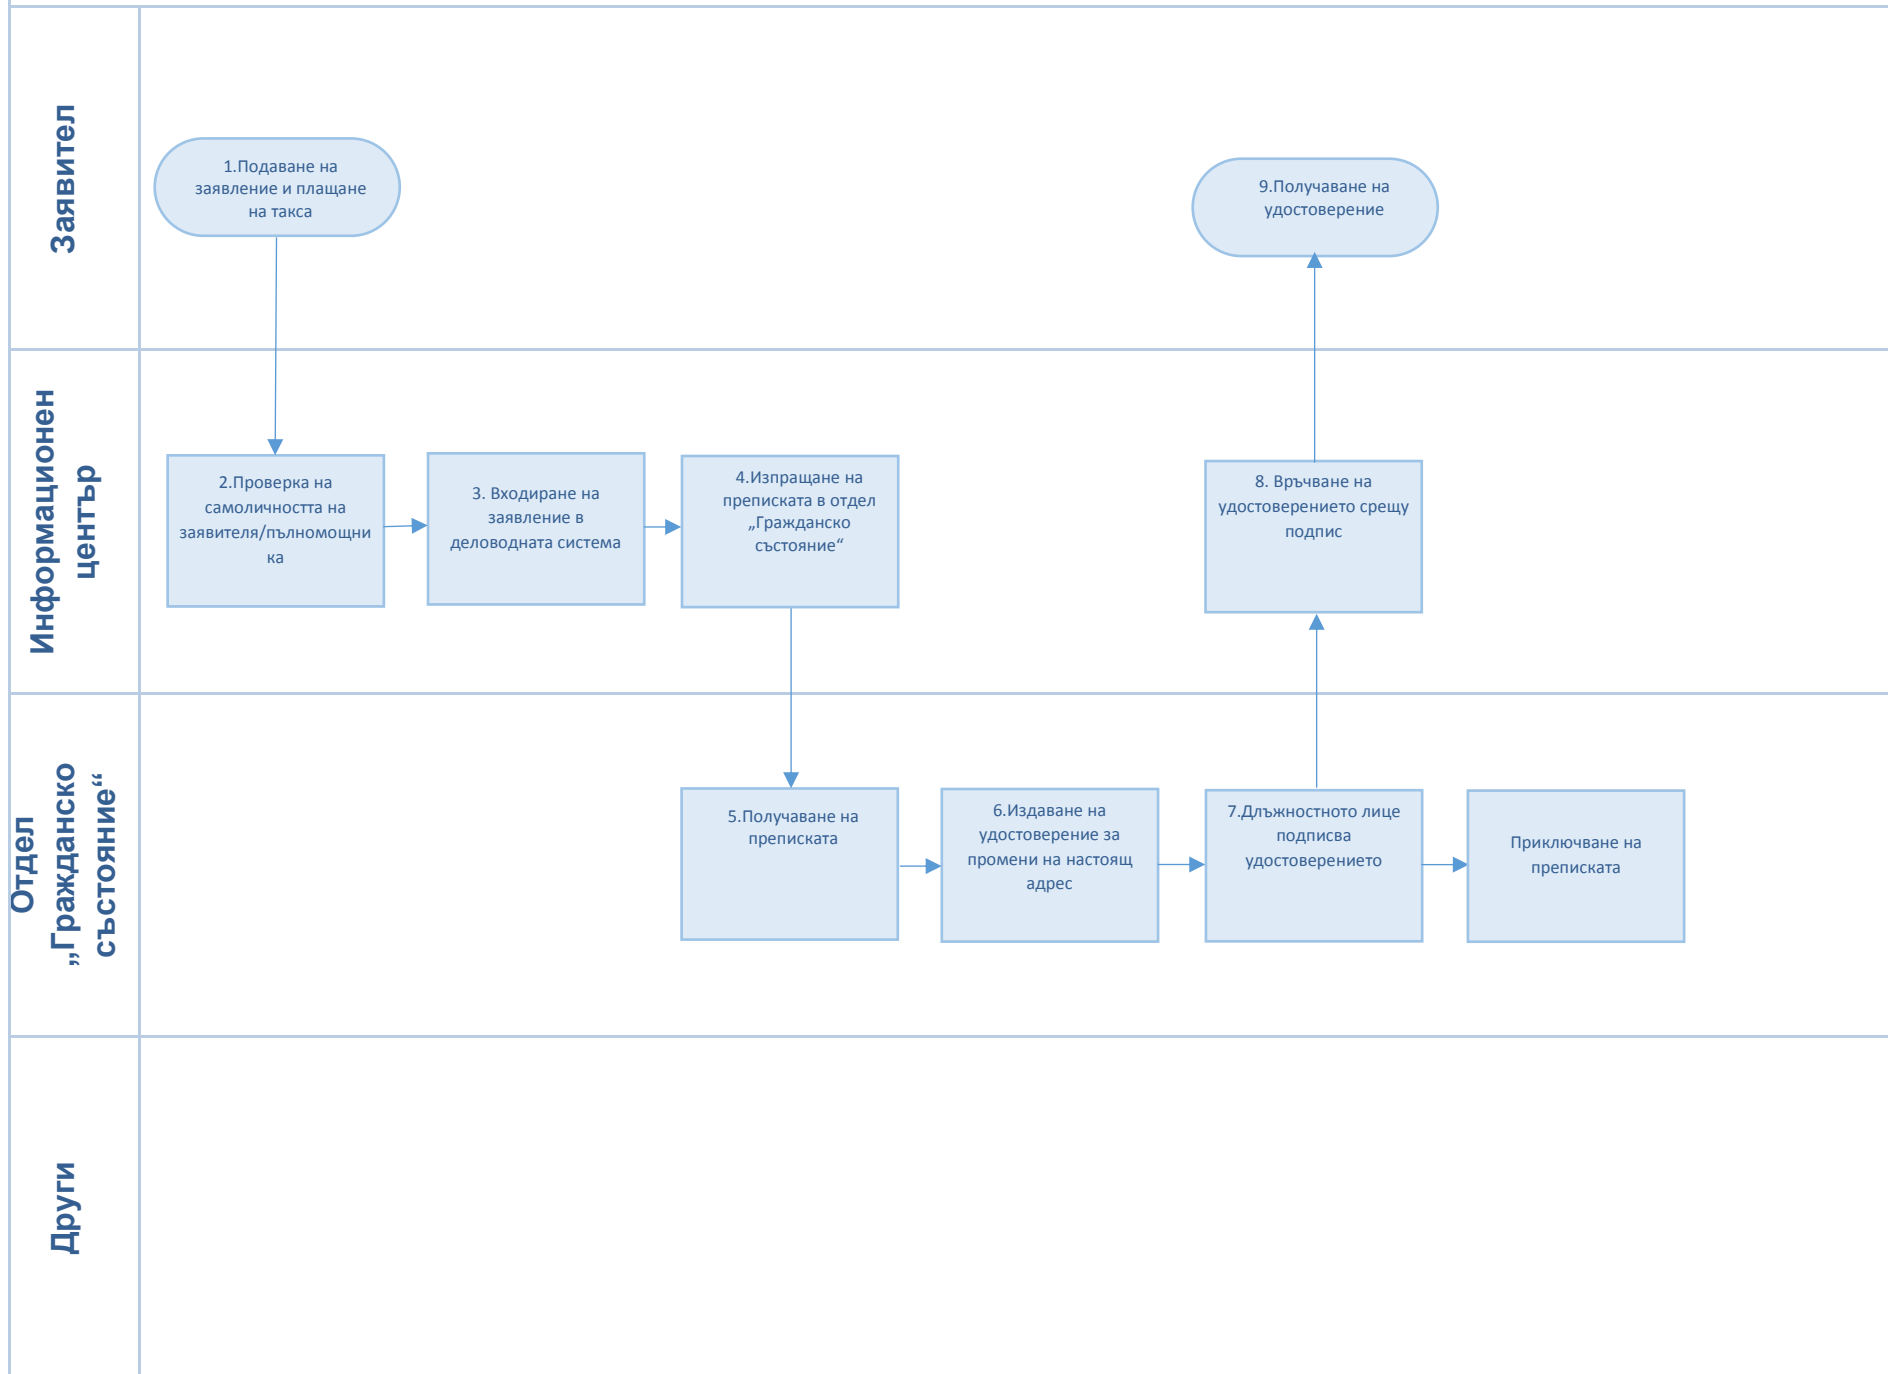 Заявител
1.Подаване на
заявление и плащане
на такса
9.Получаване на
удостоверение
Информационен
център
2.Проверка на
самоличността на
заявителя/пълномощни
ка
3. Входиране на
заявление в
деловодната система
4.Изпращане на
преписката в отдел
„Гражданско
състояние“
8. Връчване на
удостоверението срещу
подпис
Отдел
„Гражданско
състояние“
5.Получаване на
преписката
6.Издаване на
удостоверение за
промени на настоящ
адрес
7.Длъжностното лице
подписва
удостоверението
Приключване на
преписката
Други